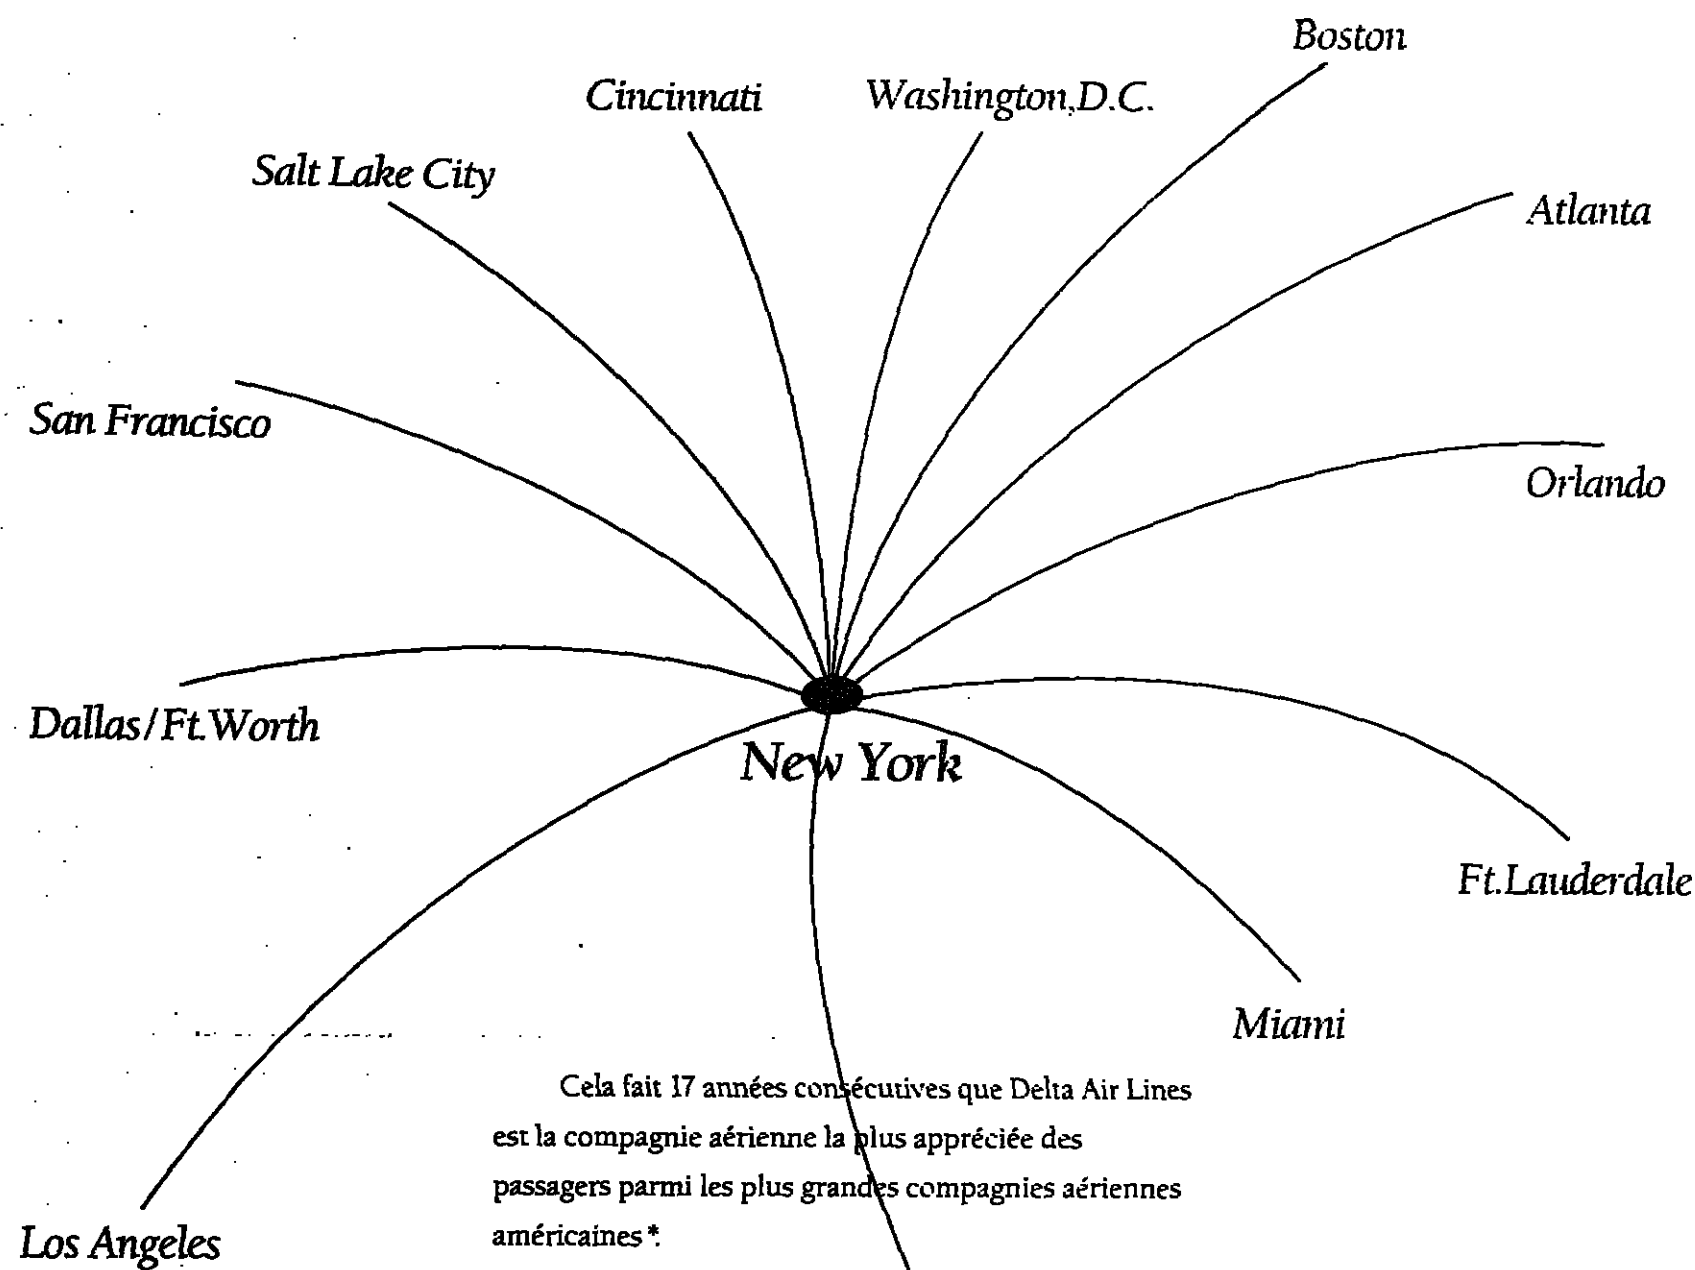 Boston
Cincinnati
Washington,D.C.
Salt Lake City
Atlanta
San Francisco
Orlando
Dallas/Ft.Worth
New York
Ft.Lauderdale
Miami
Cela fait 17 années consécutives que Delta Air Lines
est la compagnie aérienne la plus appréciée des
passagers parmi les plus grandes compagnies aériennes
américaines*.
Los Angeles